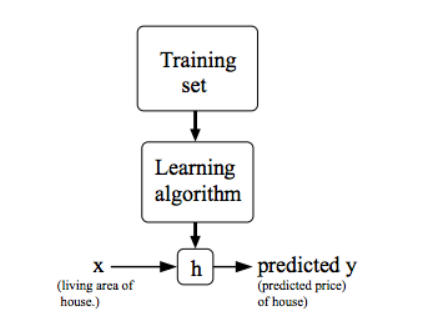 Training
set
Learning
algorithm
x
h
predicted y
(living area of
house.)
(predicted price)
of house)